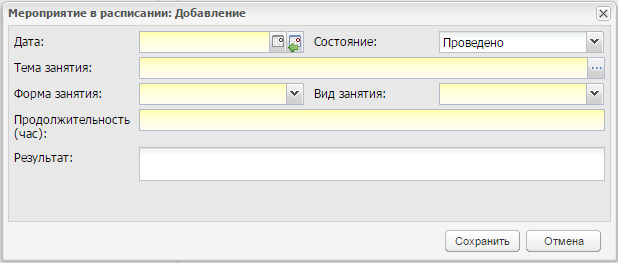 Мероприятие в расписании: Добавление
Дата: Состояние: Проведено
Тема занятия: ...
Форма занятия: Вид занятия:
Продолжительность
(час):
Результат:
Сохранить Отмена